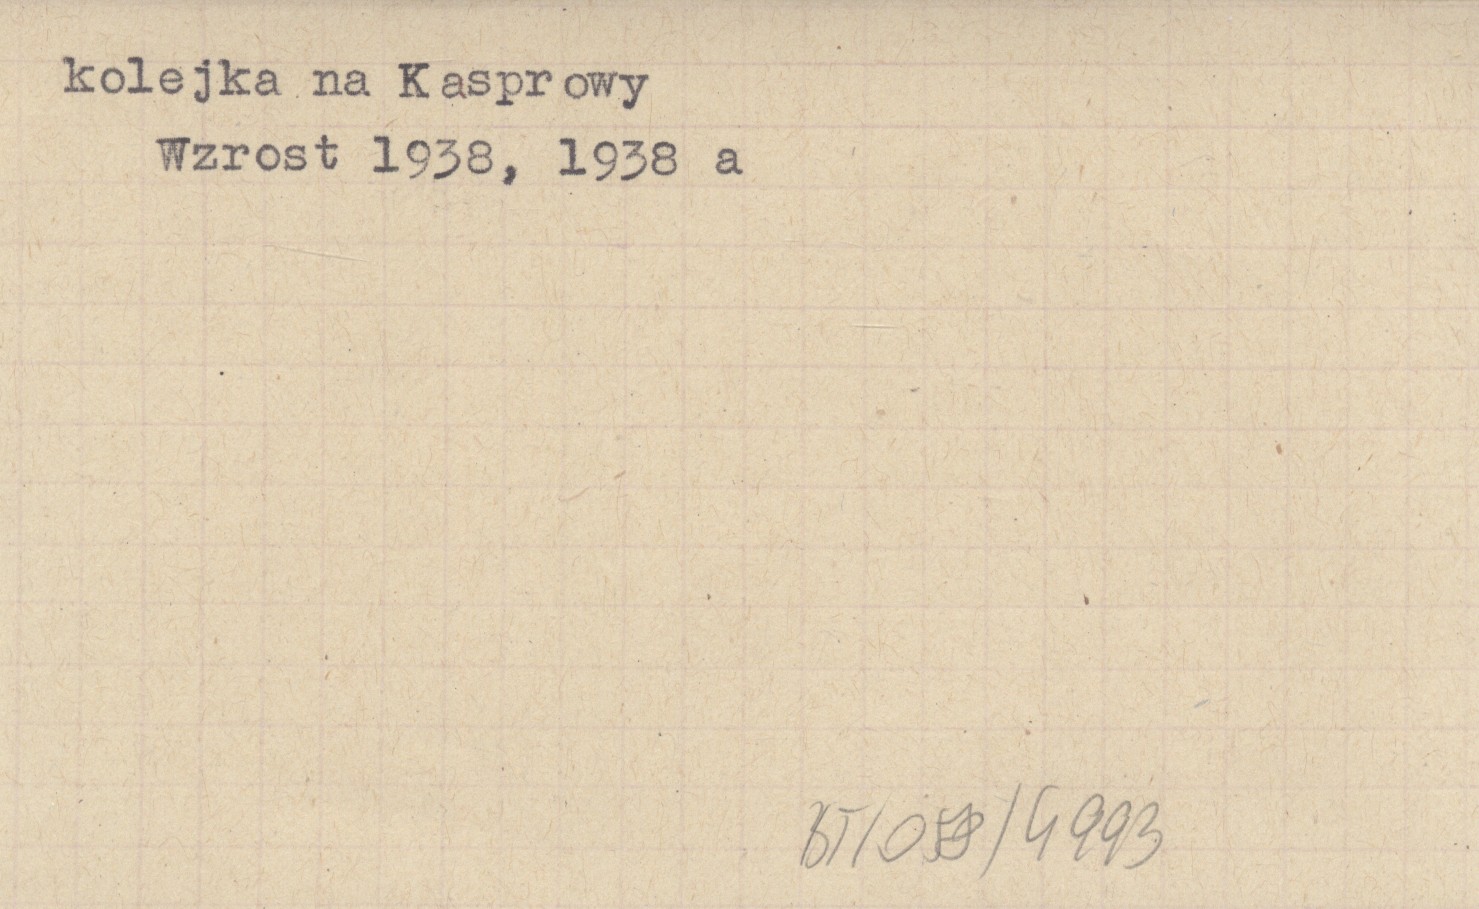 kolejka na Kasprowy
Wzrost 1938, 1938 a